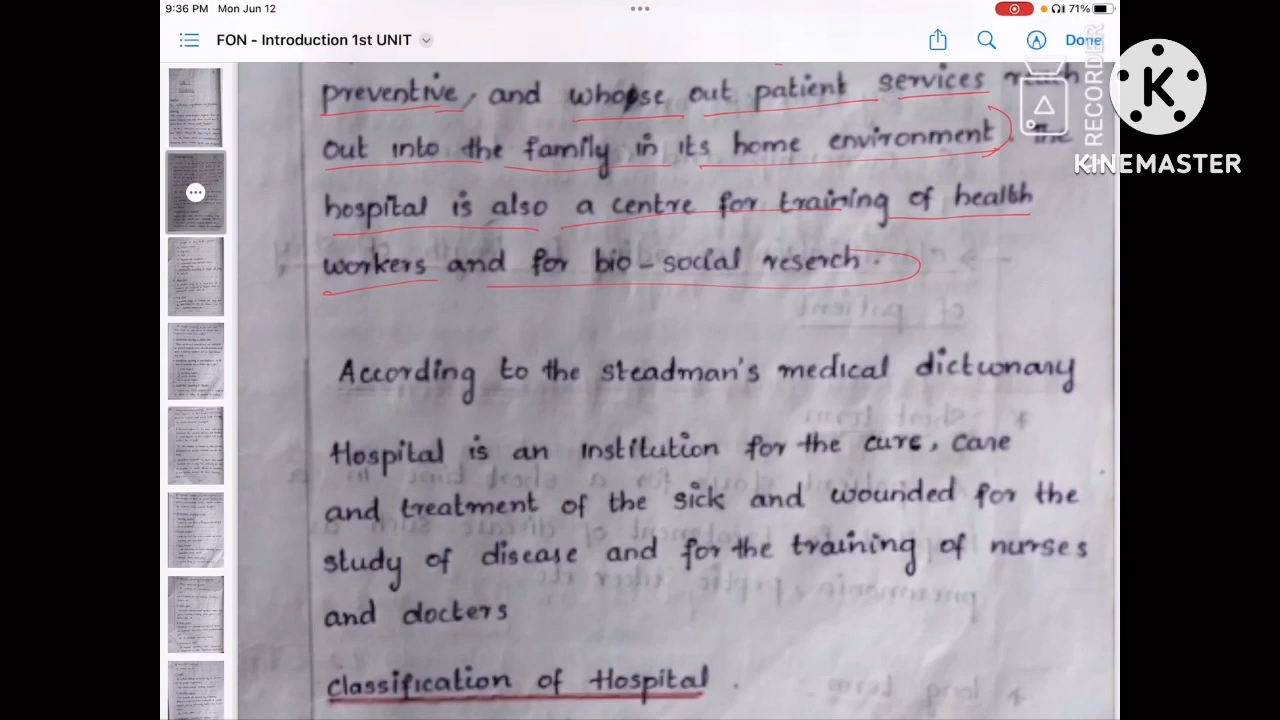 9:36 PM Mon Jun 12
71%
FON - Introduction 1st UNIT
Done
preventive, and whose out patient services reach
out into the family in its home environment. The
hospital is also a centre for training of health
workers and for bio-social reserch.
According to the steadman's medical dictionary
Hospital is an institution for the cure, care
and treatment of the sick and wounded for the
study of disease and for the training of nurses
and docters
Classification of Hospital.
RECORDER
K
KINEMASTER